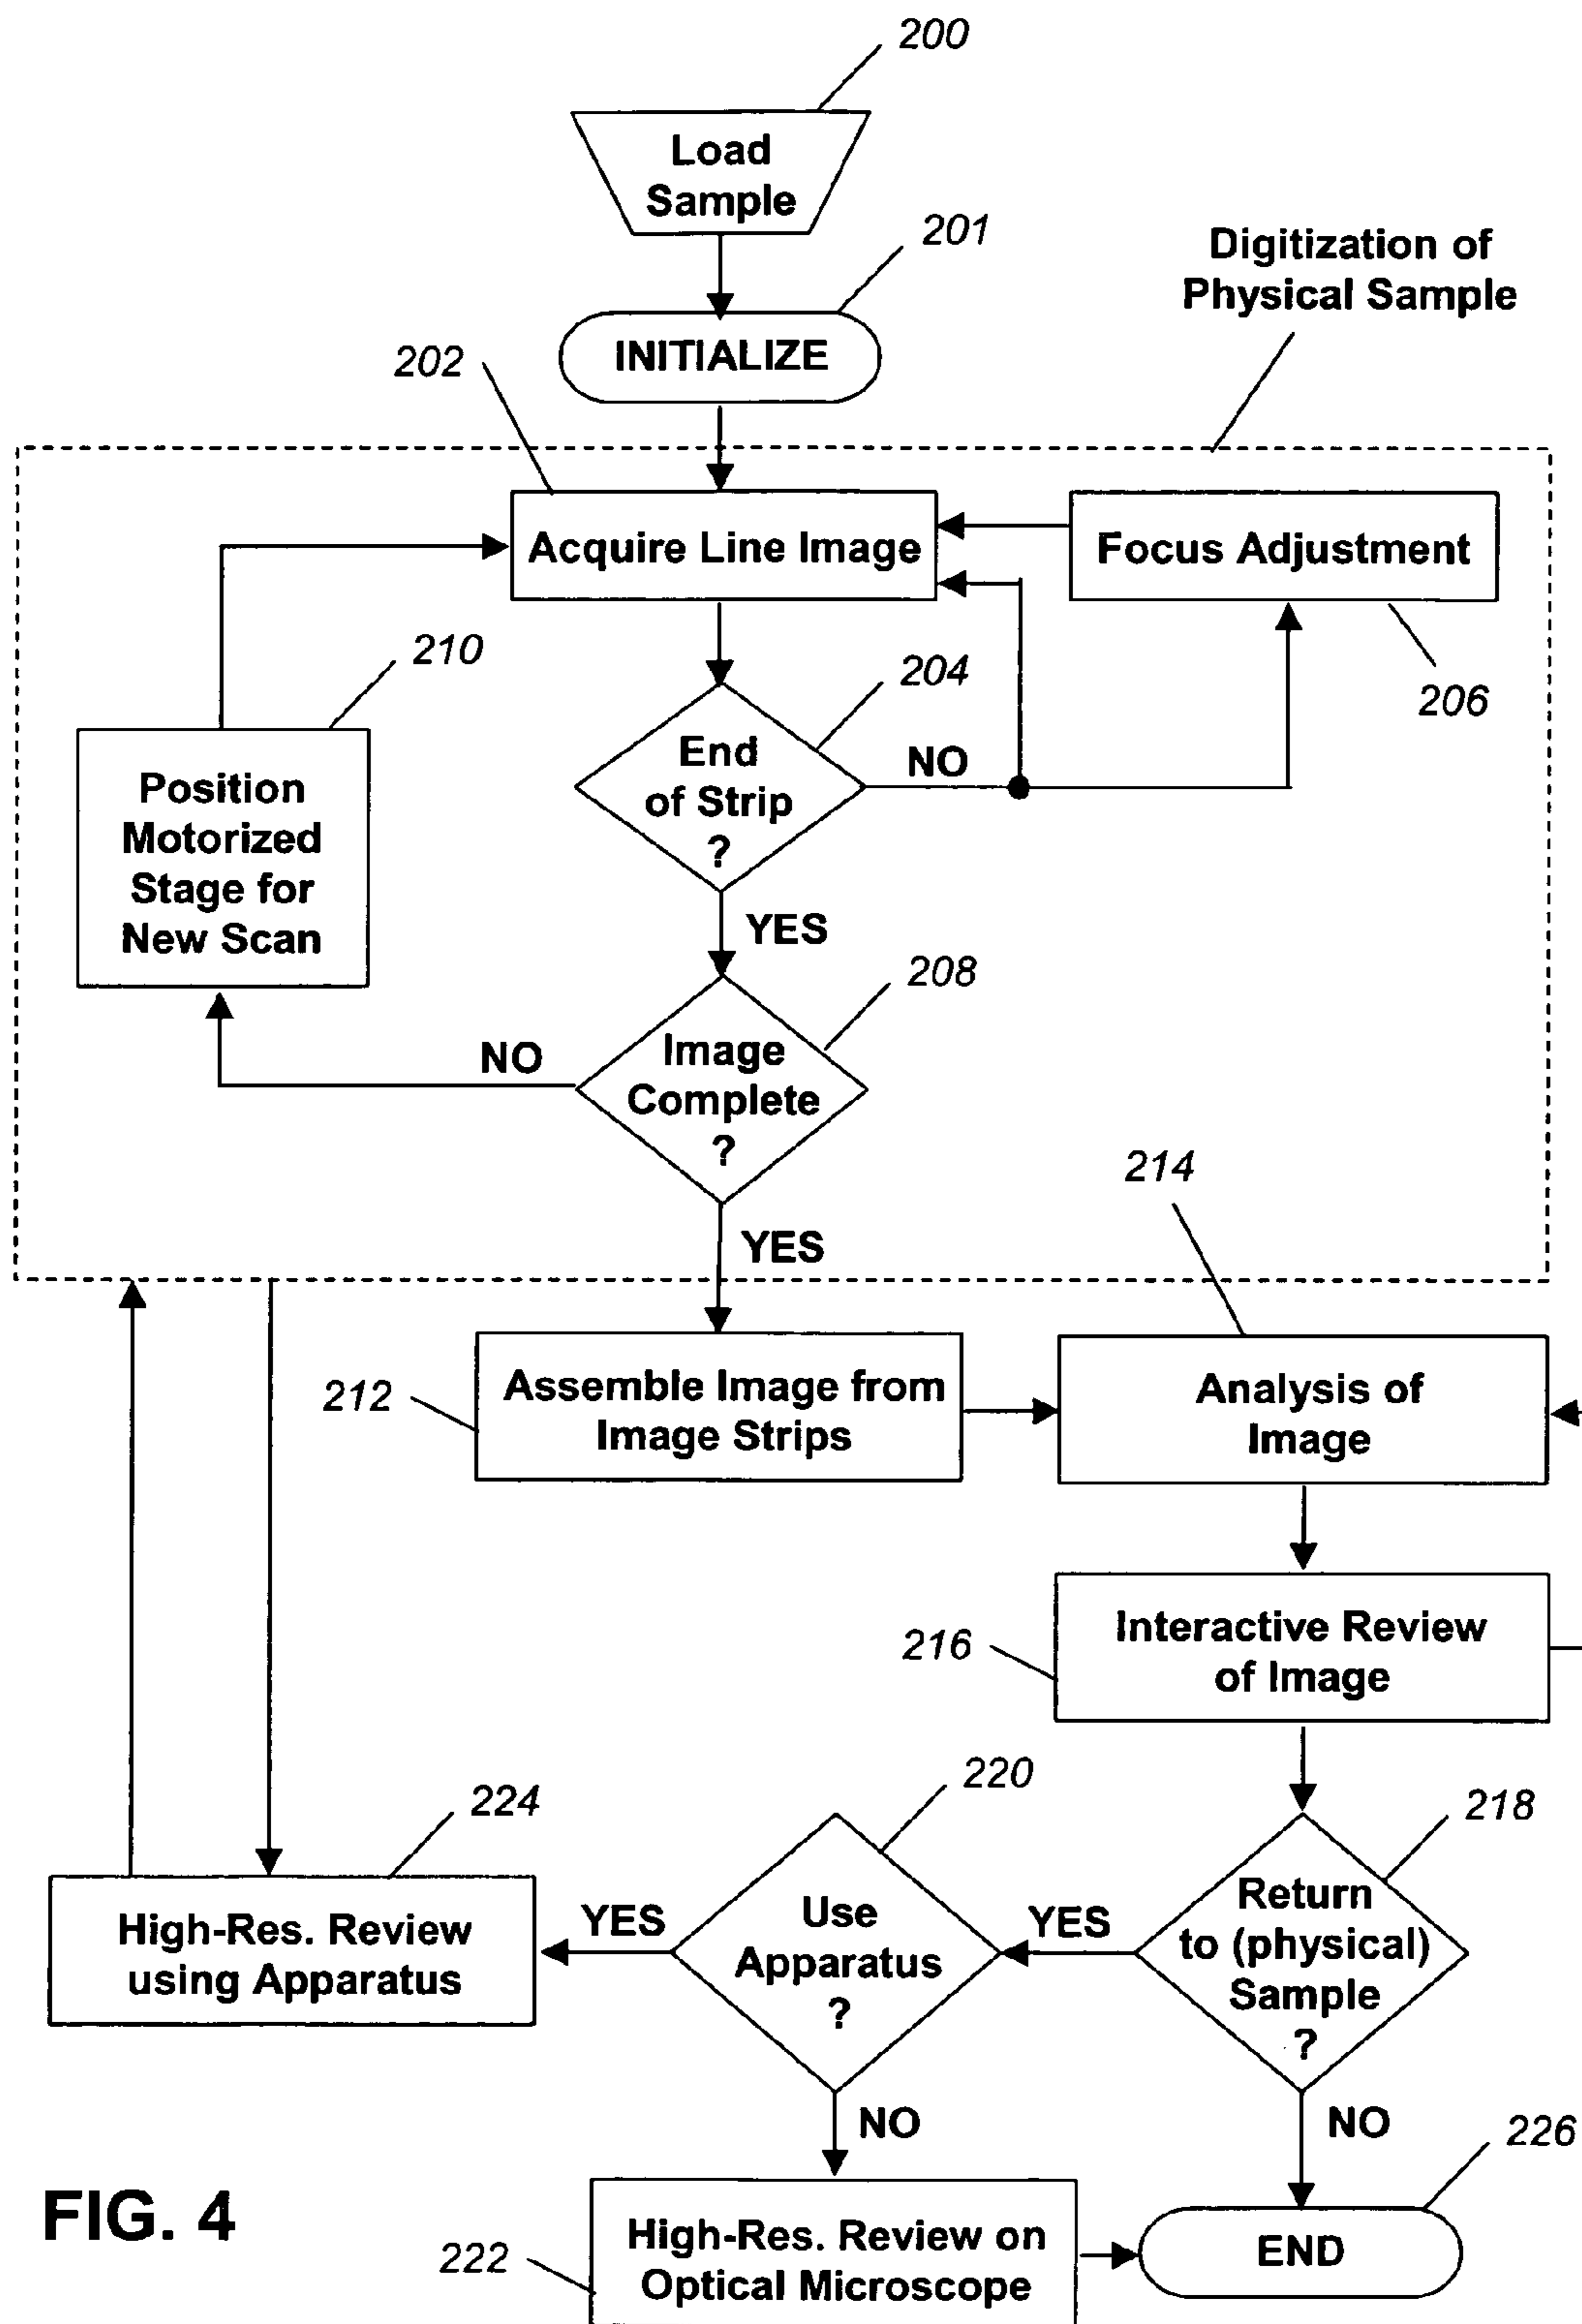 200
Load
Sample
201
INITIALIZE
Digitization of
Physical Sample
202
Acquire Line Image
Focus Adjustment
206
210
Position
Motorized
Stage for
New Scan
204
End
of Strip
?
NO
YES
208
Image
Complete
?
NO
YES
212
Assemble Image from
Image Strips
214
Analysis of
Image
216
Interactive Review
of Image
218
Return
to (physical)
Sample
?
YES
NO
220
Use
Apparatus
?
YES
NO
224
High-Res. Review
using Apparatus
222
High-Res. Review on
Optical Microscope
226
END
FIG. 4